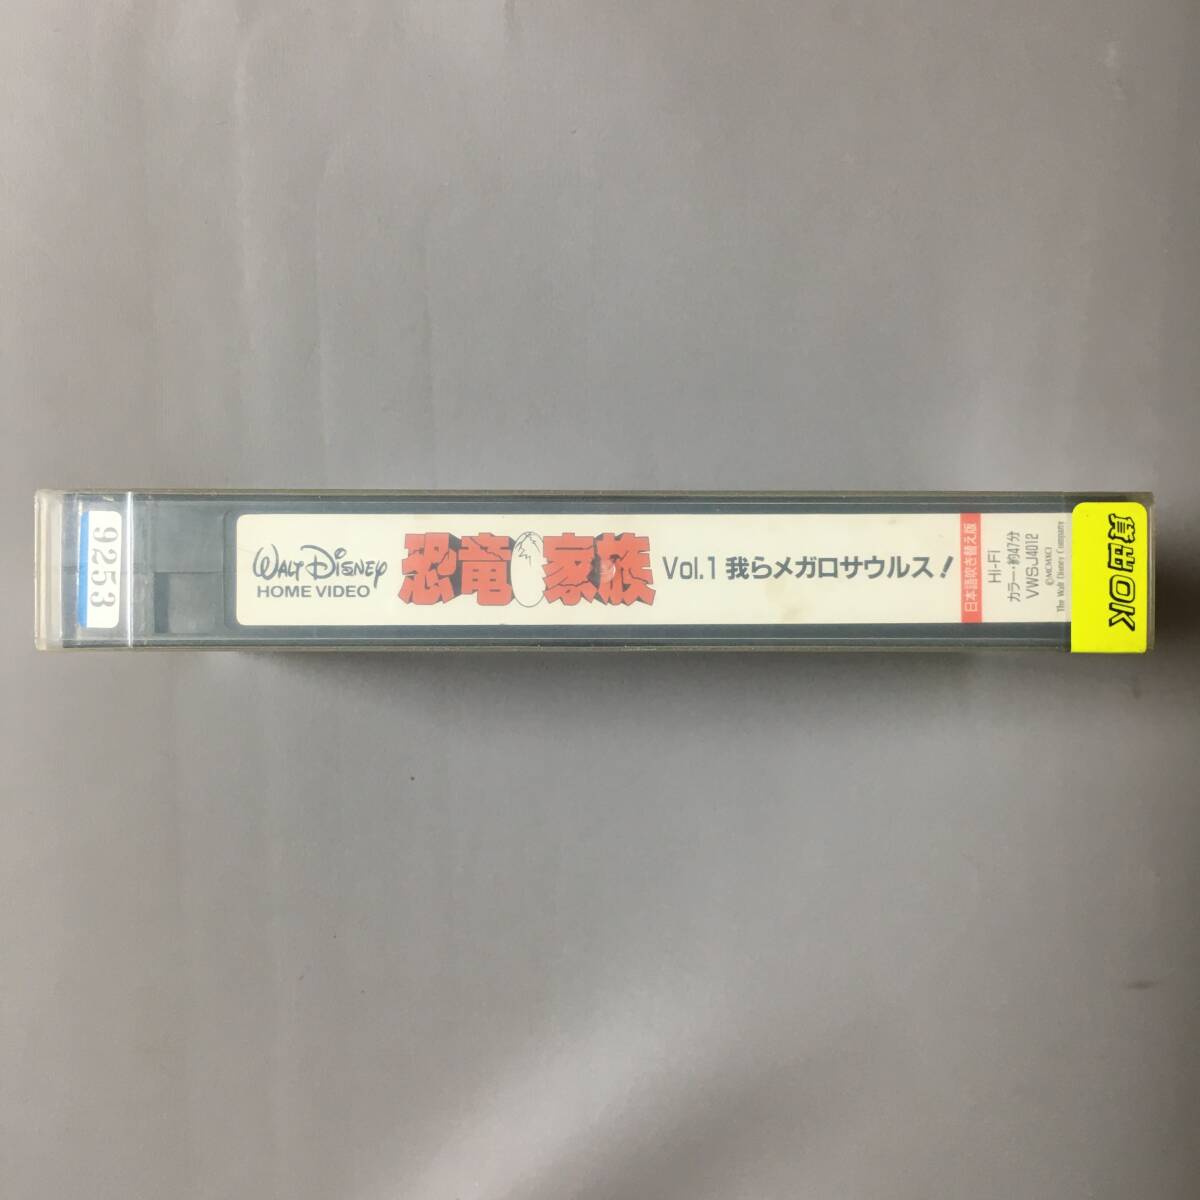 92253
WALT DISNEY
HOME VIDEO
恐竜家族
Vol.1 我らメガロサウルス!
日本語吹き替え版
Hi-Fi
カラー・約47分
VWSJ4012
©MCMXCI
The Walt Disney Company
貸出OK